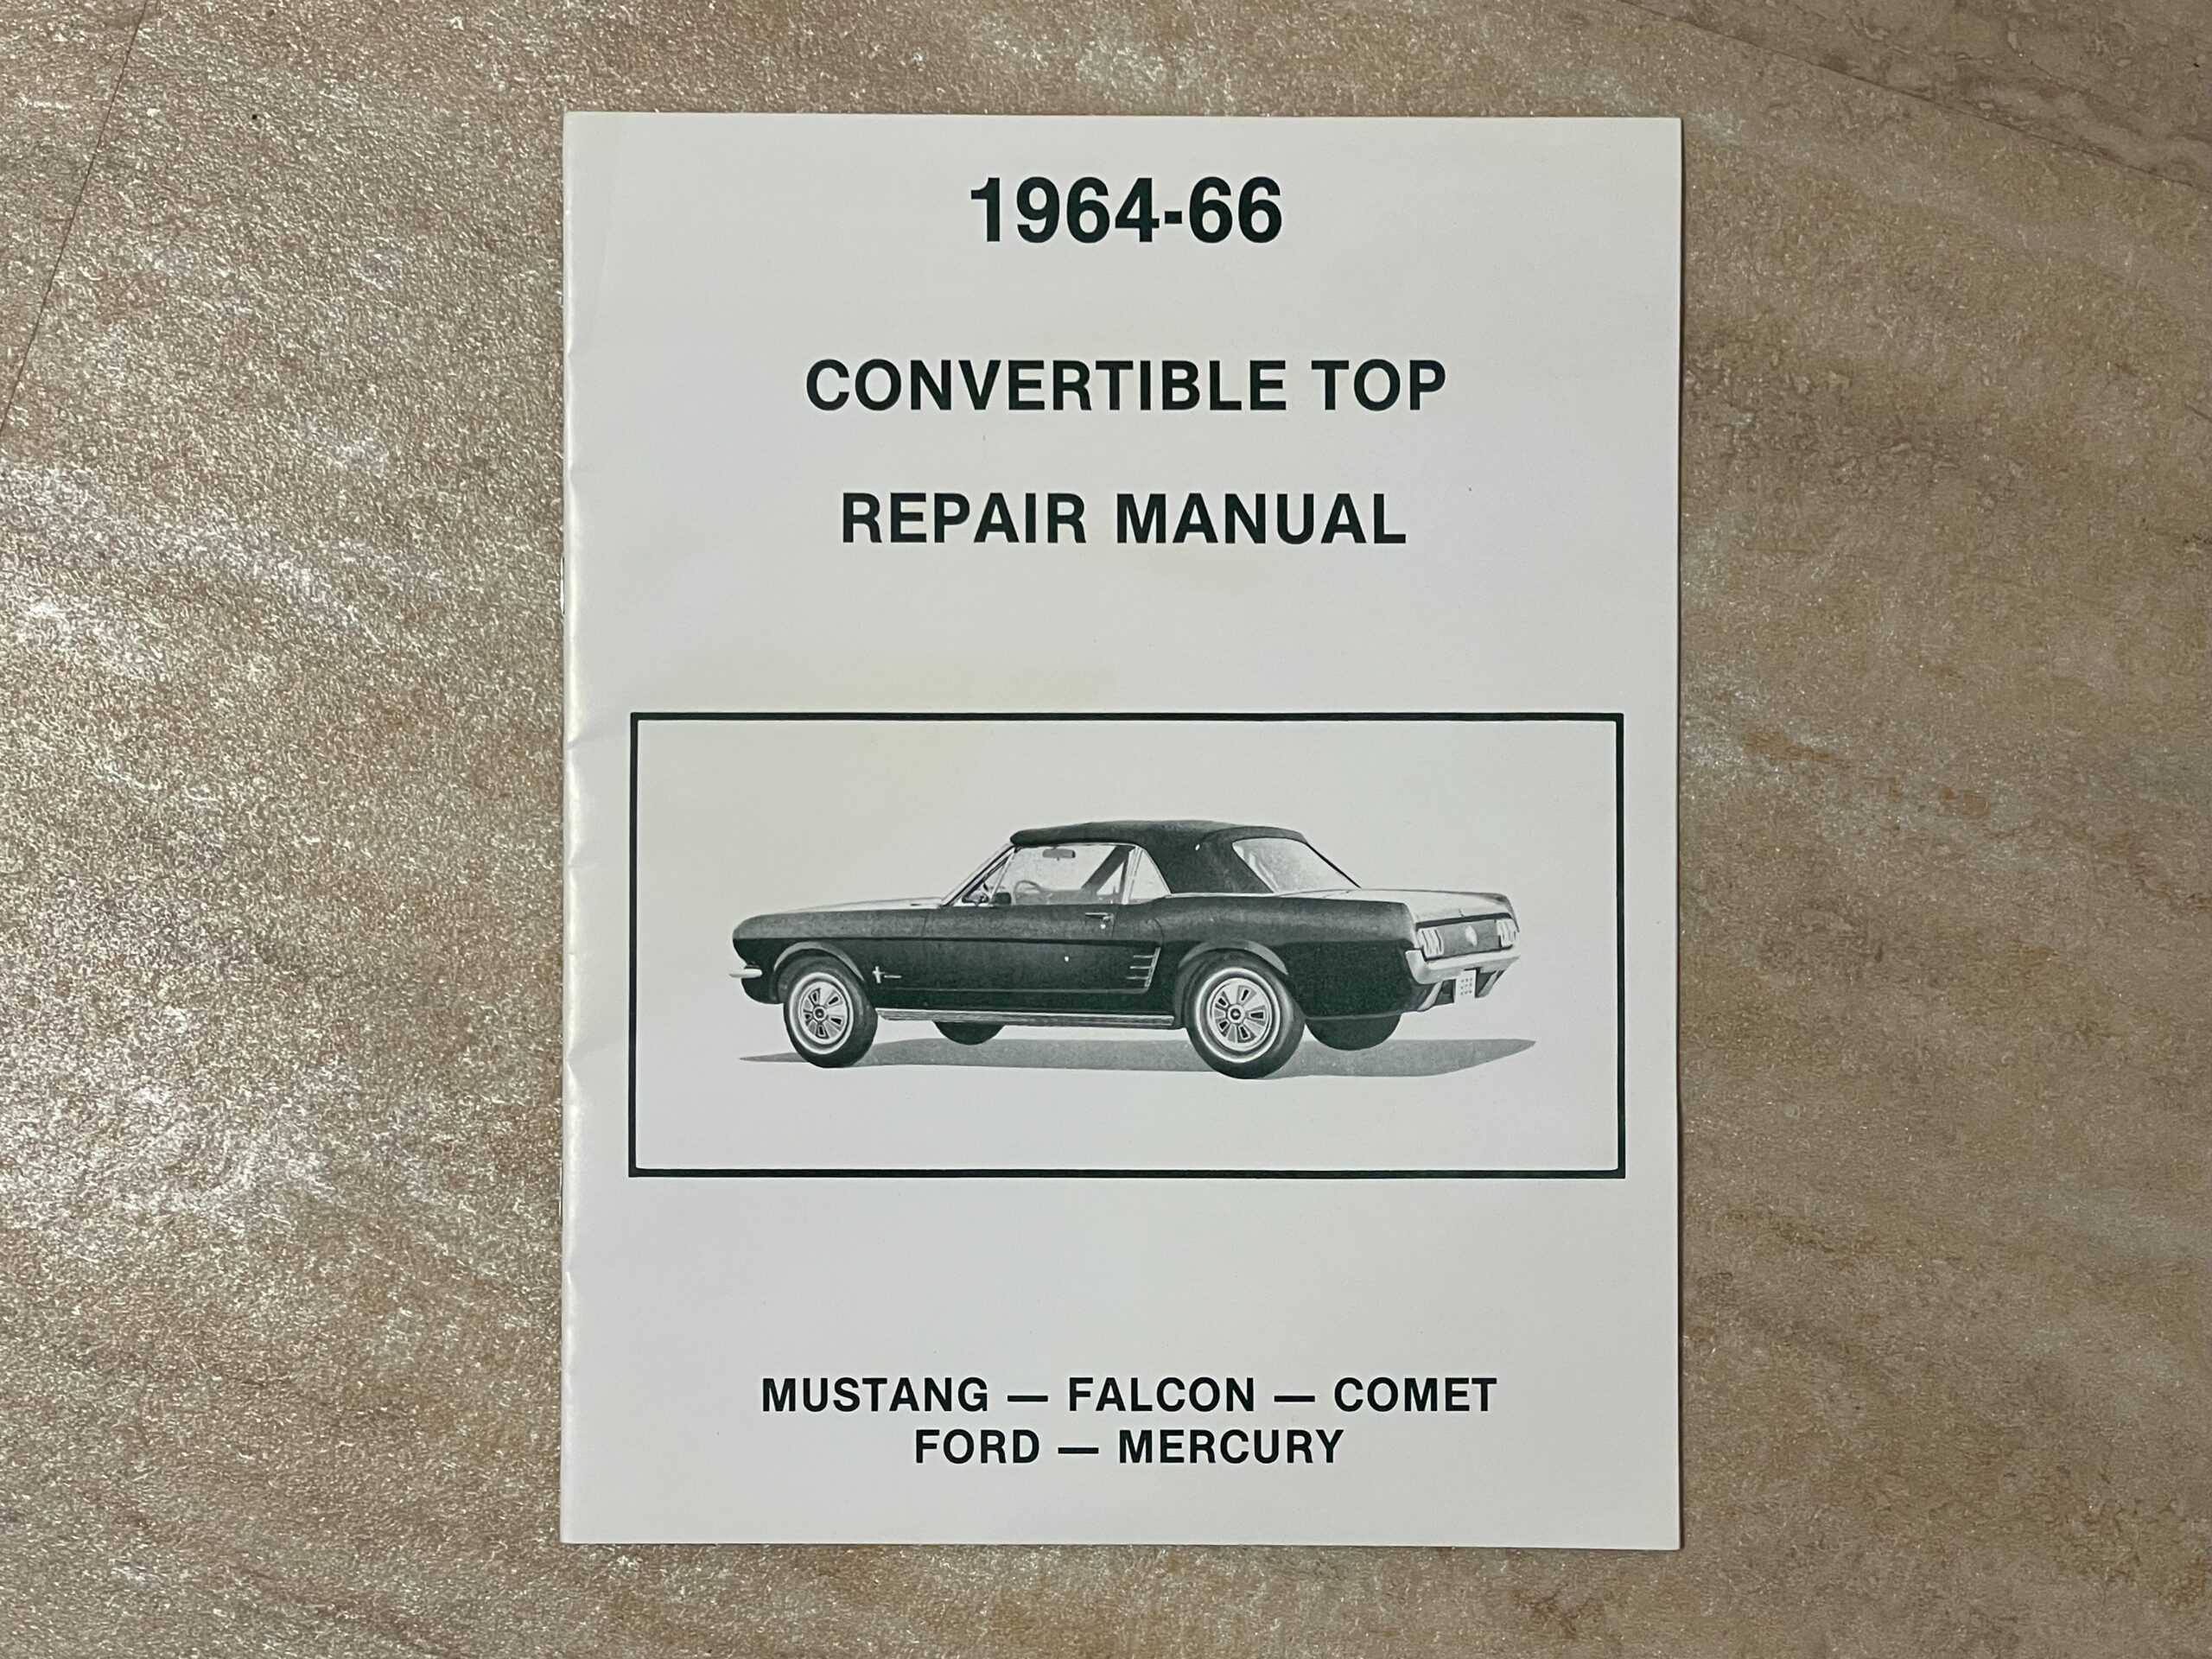 1964-66
CONVERTIBLE TOP
REPAIR MANUAL
MUSTANG — FALCON — COMET
FORD — MERCURY